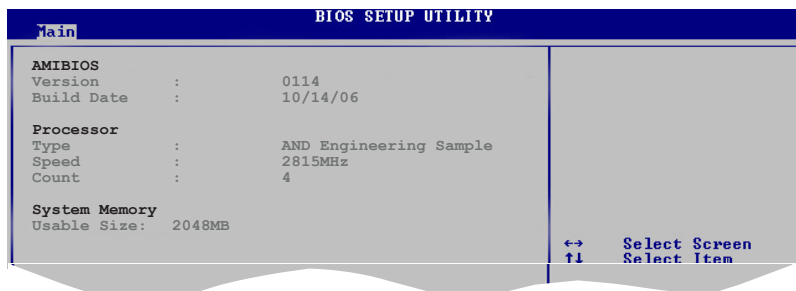 BIOS SETUP UTILITY
Main
AMIBIOS
Version : 0114
Build Date : 10/14/06
Processor
Type : AND Engineering Sample
Speed : 2815MHz
Count : 4
System Memory
Usable Size: 2048MB
↔ Select Screen
↑↓ Select Item